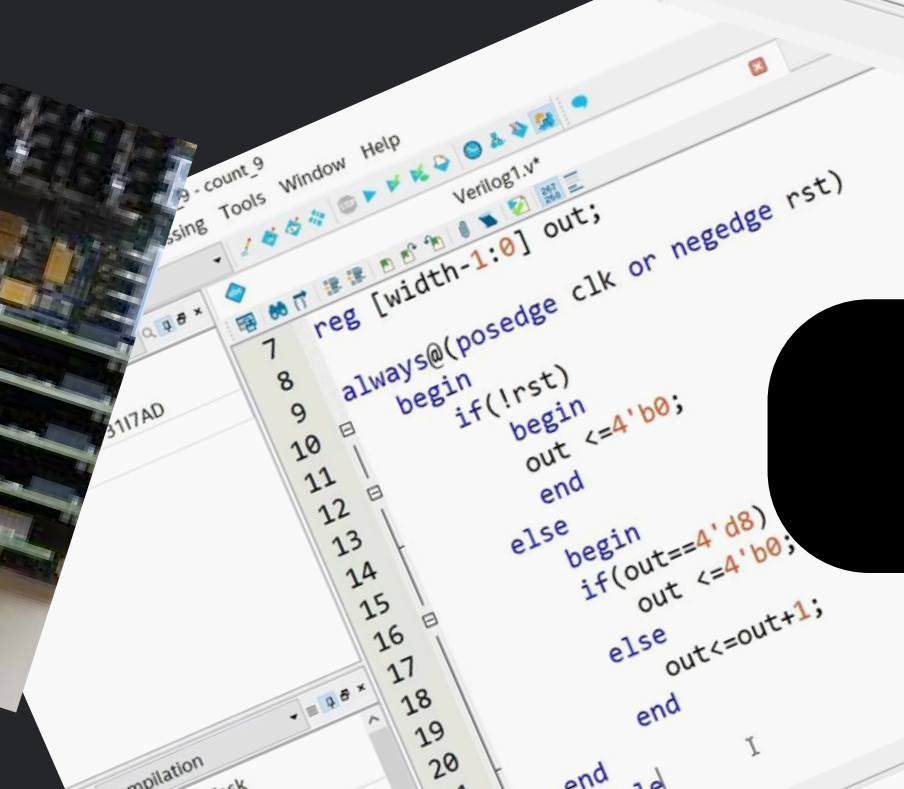 9 - count_9
ssing Tools Window Help
Verilog1.v*
31I7AD
7 reg [width-1:0] out;
8
9 always@(posedge clk or negedge rst)
10 begin
11 if(!rst)
12 begin
13 out <=4'b0;
14 end
15 else
16 begin
17 if(out==4'd8)
18 out <=4'b0;
19 else
20 out<=out+1;
end
end
mpilation